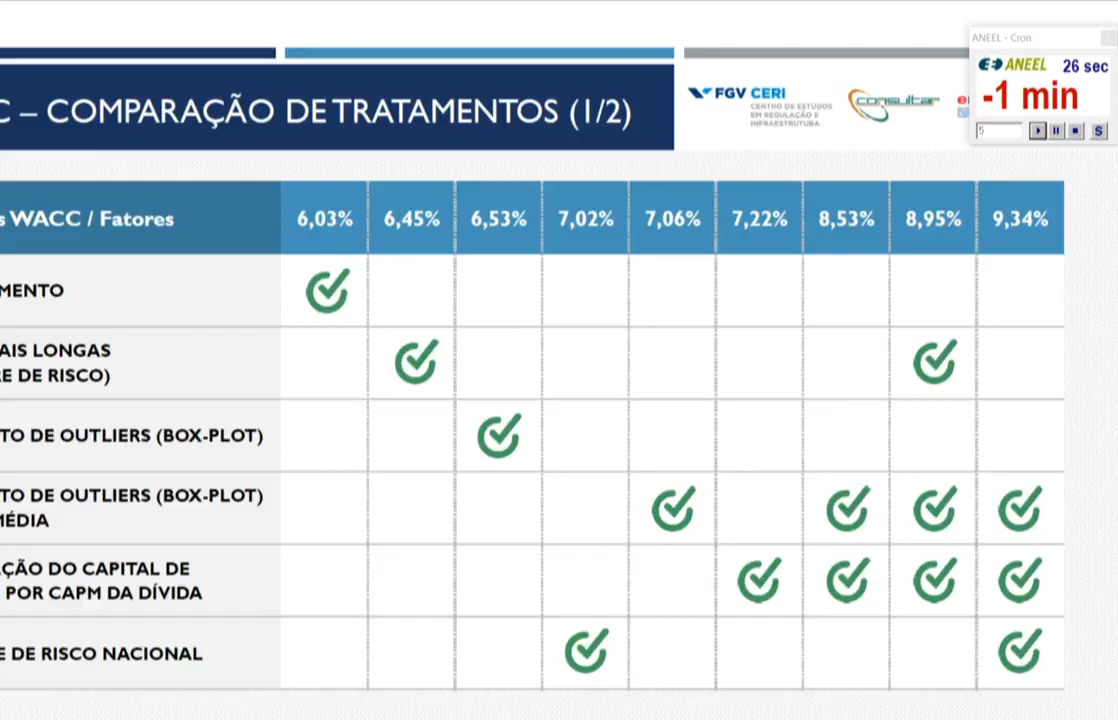 ANEEL - Cron
ANEEL 26 sec
-1 min
5
S
C – COMPARAÇÃO DE TRATAMENTOS (1/2)
FGV CERI
CENTRO DE ESTUDOS
EM REGULAÇÃO E
INFRAESTRUTURA
consultar
s WACC / Fatores 6,03% 6,45% 6,53% 7,02% 7,06% 7,22% 8,53% 8,95% 9,34%
MENTO
AIS LONGAS
E DE RISCO)
TO DE OUTLIERS (BOX-PLOT)
TO DE OUTLIERS (BOX-PLOT)
MÉDIA
AÇÃO DO CAPITAL DE
POR CAPM DA DÍVIDA
E DE RISCO NACIONAL